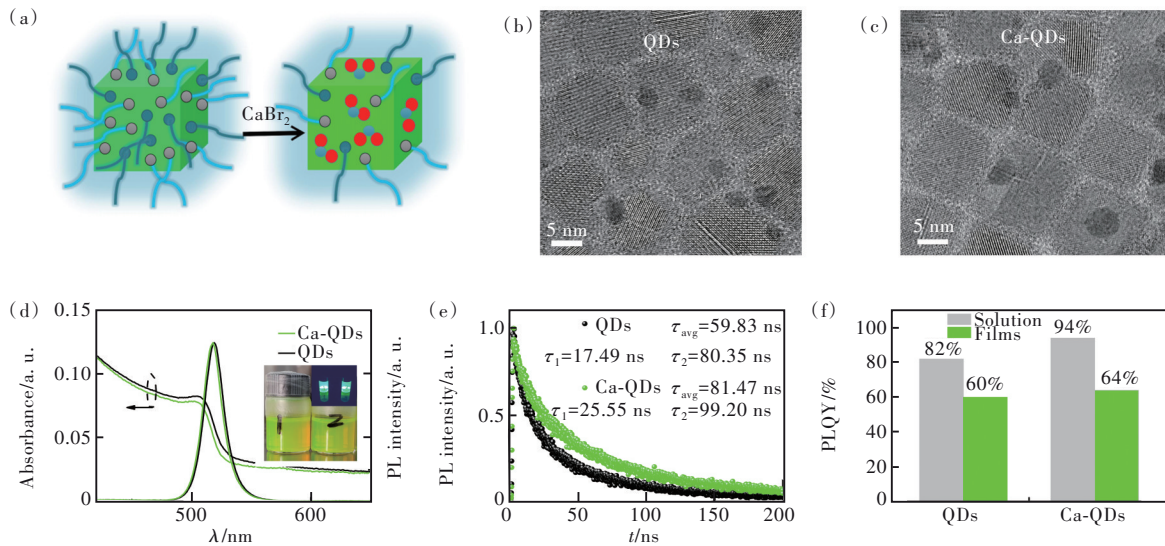 (a)
CaBr₂
(b)
QDs
5 nm
(c)
Ca-QDs
5 nm
(d)
0.15
0.10
0.05
0
Absorbance/a. u.
Ca-QDs
QDs
1
2
PL intensity/a. u.
500
600
λ/nm
(e)
1.0
0.5
0
PL intensity/a. u.
QDs τavg=59.83 ns
τ₁=17.49 ns τ₂=80.35 ns
Ca-QDs τavg=81.47 ns
τ₁=25.55 ns τ₂=99.20 ns
0 50 100 150 200
t/ns
(f)
100
80
60
40
20
0
PLQY/%
Solution
Films
82%
60%
94%
64%
QDs
Ca-QDs